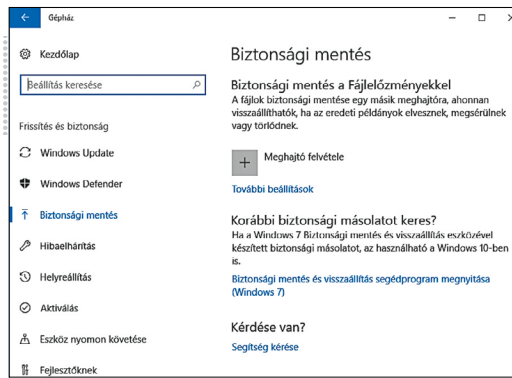 Gépház
Kezdőlap
Beállítás keresése
Frissítés és biztonság
Windows Update
Windows Defender
Biztonsági mentés
Hibaelhárítás
Helyreállítás
Aktiválás
Eszköz nyomon követése
Fejlesztőknek
Biztonsági mentés
Biztonsági mentés a Fájlelőzményekkel
A fájlok biztonsági mentése egy másik meghajtóra, ahonnan
visszaállíthatók, ha az eredeti példányok elvesznek, megsérülnek
vagy törlődnek.
Meghajtó felvétele
További beállítások
Korábbi biztonsági másolatot keres?
Ha a Windows 7 Biztonsági mentés és visszaállítás eszközével
készített biztonsági másolatot, az használható a Windows 10-ben
is.
Biztonsági mentés és visszaállítás segédprogram megnyitása
(Windows 7)
Kérdése van?
Segítség kérése